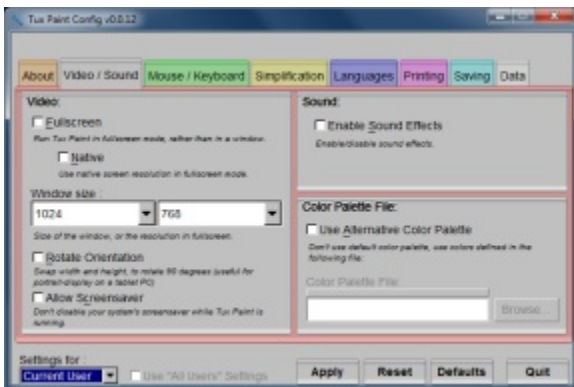 Tux Paint Config v0.0.12
About Video / Sound Mouse / Keyboard Simplification Languages Printing Saving Data
Video:
Fullscreen
Run Tux Paint in fullscreen mode, rather than in a window.
Native
Use native screen resolution in fullscreen mode.
Window size :
1024 768
Size of the window, or the resolution in fullscreen.
Rotate Orientation
Swap width and height, to rotate 90 degrees (useful for
portrait-display on a tablet PC)
Allow Screensaver
Don't disable your system's screensaver while Tux Paint is
running.
Sound:
Enable Sound Effects
Enable/disable sound effects.
Color Palette File:
Use Alternative Color Palette
Don't use default color palette, use colors defined in the
following file:
Color Palette File:
Browse...
Settings for :
Current User Use "All Users" Settings
Apply Reset Defaults Quit